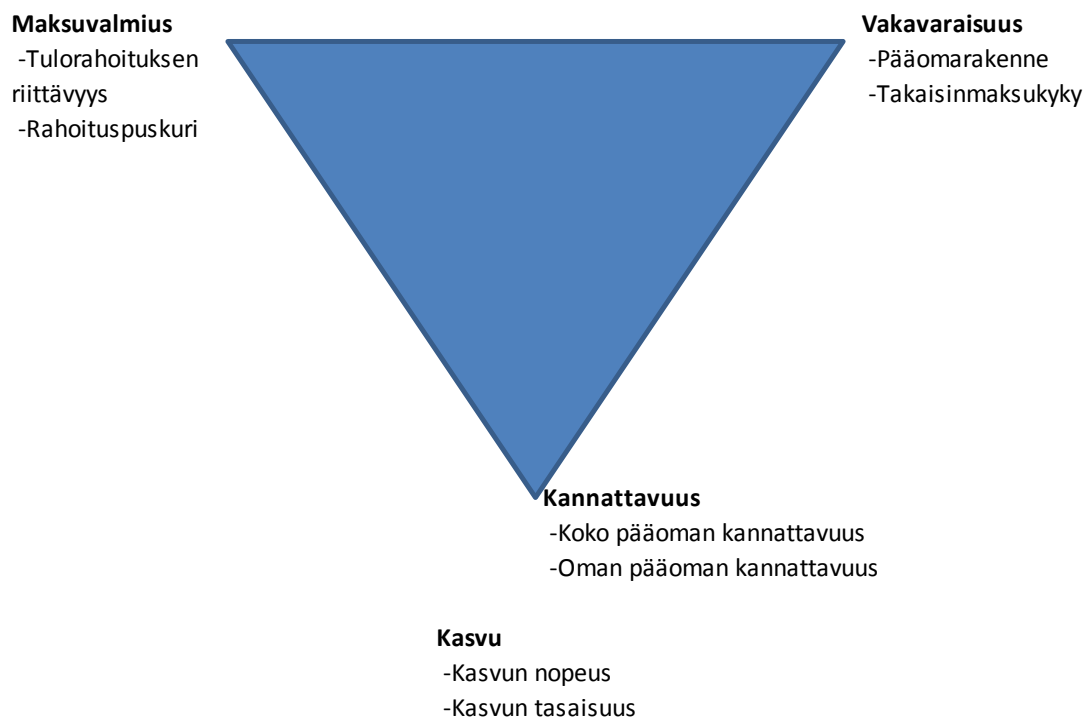 Maksuvalmius
-Tulorahoituksen
riittävyys
-Rahoituspuskuri
Vakavaraisuus
-Pääomarakenne
-Takaisinmaksukyky
Kannattavuus
-Koko pääoman kannattavuus
-Oman pääoman kannattavuus
Kasvu
-Kasvun nopeus
-Kasvun tasaisuus